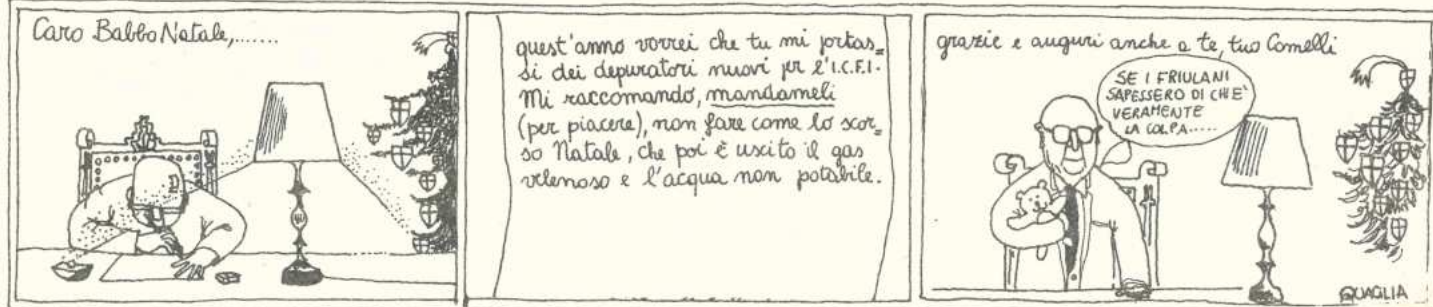 Caro Babbo Natale,.......
quest'anno vorrei che tu mi portas=
si dei depuratori nuovi per l'I.C.F.I.
Mi raccomando, mandameli
(per piacere), non fare come lo scor=
so Natale, che poi è uscito il gas
velenoso e l'acqua non potabile.
grazie e auguri anche a te, tuo Comelli
SE I FRIULANI
SAPESSERO DI CHI E'
VERAMENTE
LA COLPA.....
QUAGLIA